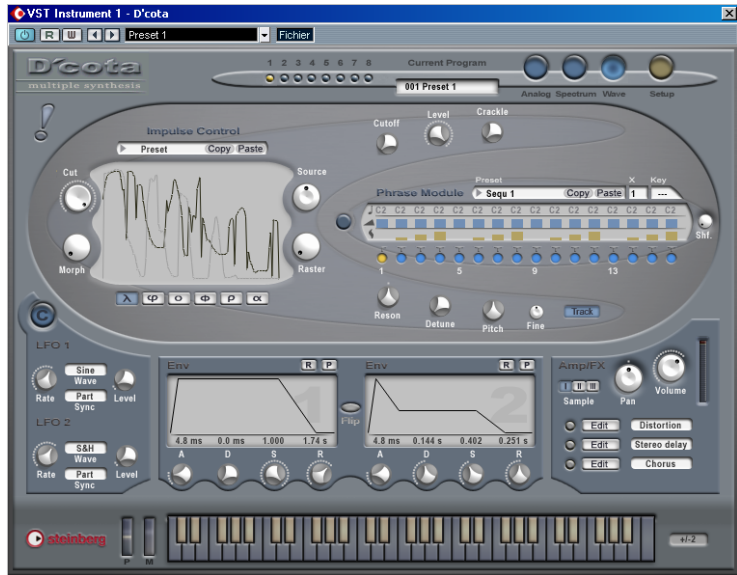 VST Instrument 1 - D'cota
R W Preset 1 Fichier
D'cota
multiple synthesis
1 2 3 4 5 6 7 8
Current Program
001 Preset 1
Analog Spectrum Wave Setup
Impulse Control
Preset Copy Paste
Cut
Source
Morph
Raster
λ φ ο Φ ρ α
Cutoff
Level
Crackle
Preset X Key
Phrase Module Sequ 1 Copy Paste 1 ---
C2 C2 C2 C2 C2 C2 C2 C2 C2 C2 C2 C2 C2 C2 C2 C2
Shf.
1 5 9 13
Reson
Detune
Pitch
Fine
Track
C
LFO 1
Sine
Wave
Part
Sync
Rate
Level
LFO 2
S&H
Wave
Part
Sync
Rate
Level
Env R P
1
4.8 ms 0.0 ms 1.000 1.74 s
A D S R
Flip
Env R P
2
4.8 ms 0.144 s 0.402 0.251 s
A D S R
Amp/FX
I II III
Sample
Pan
Volume
Edit Distortion
Edit Stereo delay
Edit Chorus
steinberg
P M
+/-2